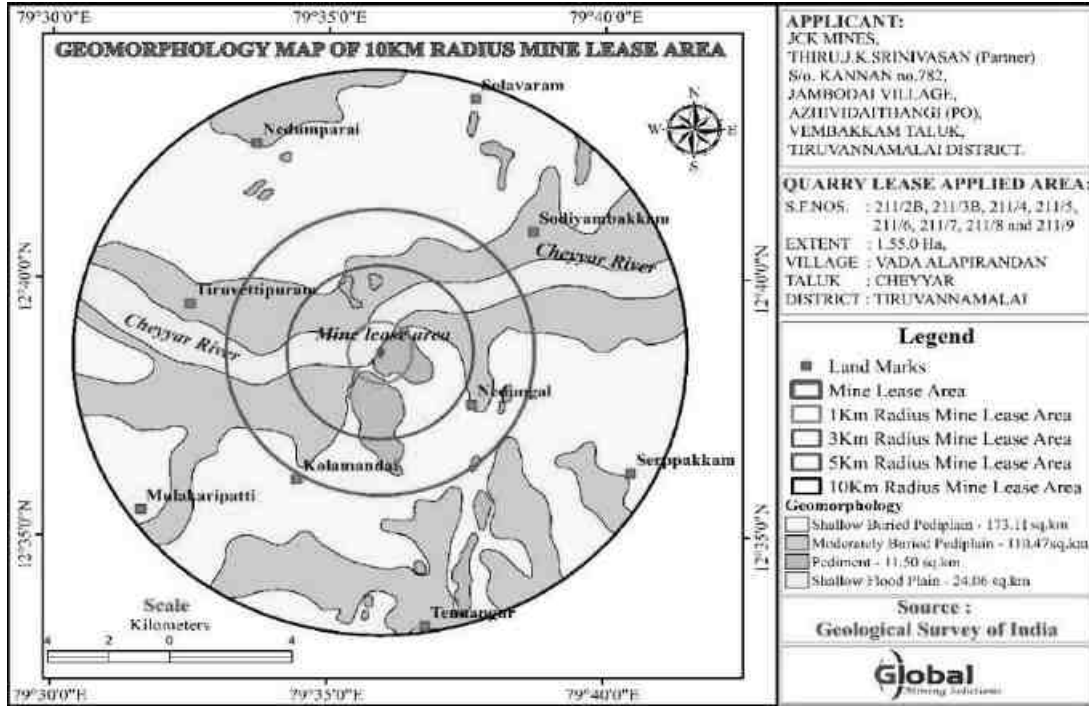 79°30'0"E 79°35'0"E 79°40'0"E
GEOMORPHOLOGY MAP OF 10KM RADIUS MINE LEASE AREA
Solavaram
Nedumparai
N
W E
S
Sodiyambakkam
Cheyyar River
12°40'0"N
12°40'0"N
Tiruvettipuram
Cheyyar River
Mine lease area
Nedungal
Kolamandai
Serppakkam
Mulakaripatti
12°35'0"N
12°35'0"N
Tennangur
Scale
Kilometers
4 2 0 4
79°30'0"E 79°35'0"E 79°40'0"E
APPLICANT:
JCK MINES,
THIRU.J.K.SRINIVASAN (Partner)
S/o. KANNAN no.782,
JAMBODAI VILLAGE,
AZHIVIDAITHANGI (PO),
VEMBAKKAM TALUK,
TIRUVANNAMALAI DISTRICT.
QUARRY LEASE APPLIED AREA:
S.F.NOS. : 211/2B, 211/3B, 211/4, 211/5,
211/6, 211/7, 211/8 and 211/9
EXTENT : 1.55.0 Ha,
VILLAGE : VADA ALAPIRANDAN
TALUK : CHEYYAR
DISTRICT : TIRUVANNAMALAI
Legend
Land Marks
Mine Lease Area
1Km Radius Mine Lease Area
3Km Radius Mine Lease Area
5Km Radius Mine Lease Area
10Km Radius Mine Lease Area
Geomorphology
Shallow Buried Pediplain - 173.11 sq.km
Moderately Buried Pediplain - 110.47sq.km
Pediment - 11.50 sq.km
Shallow Flood Plain - 24.06 sq.km
Source :
Geological Survey of India
Global
Mining Solutions